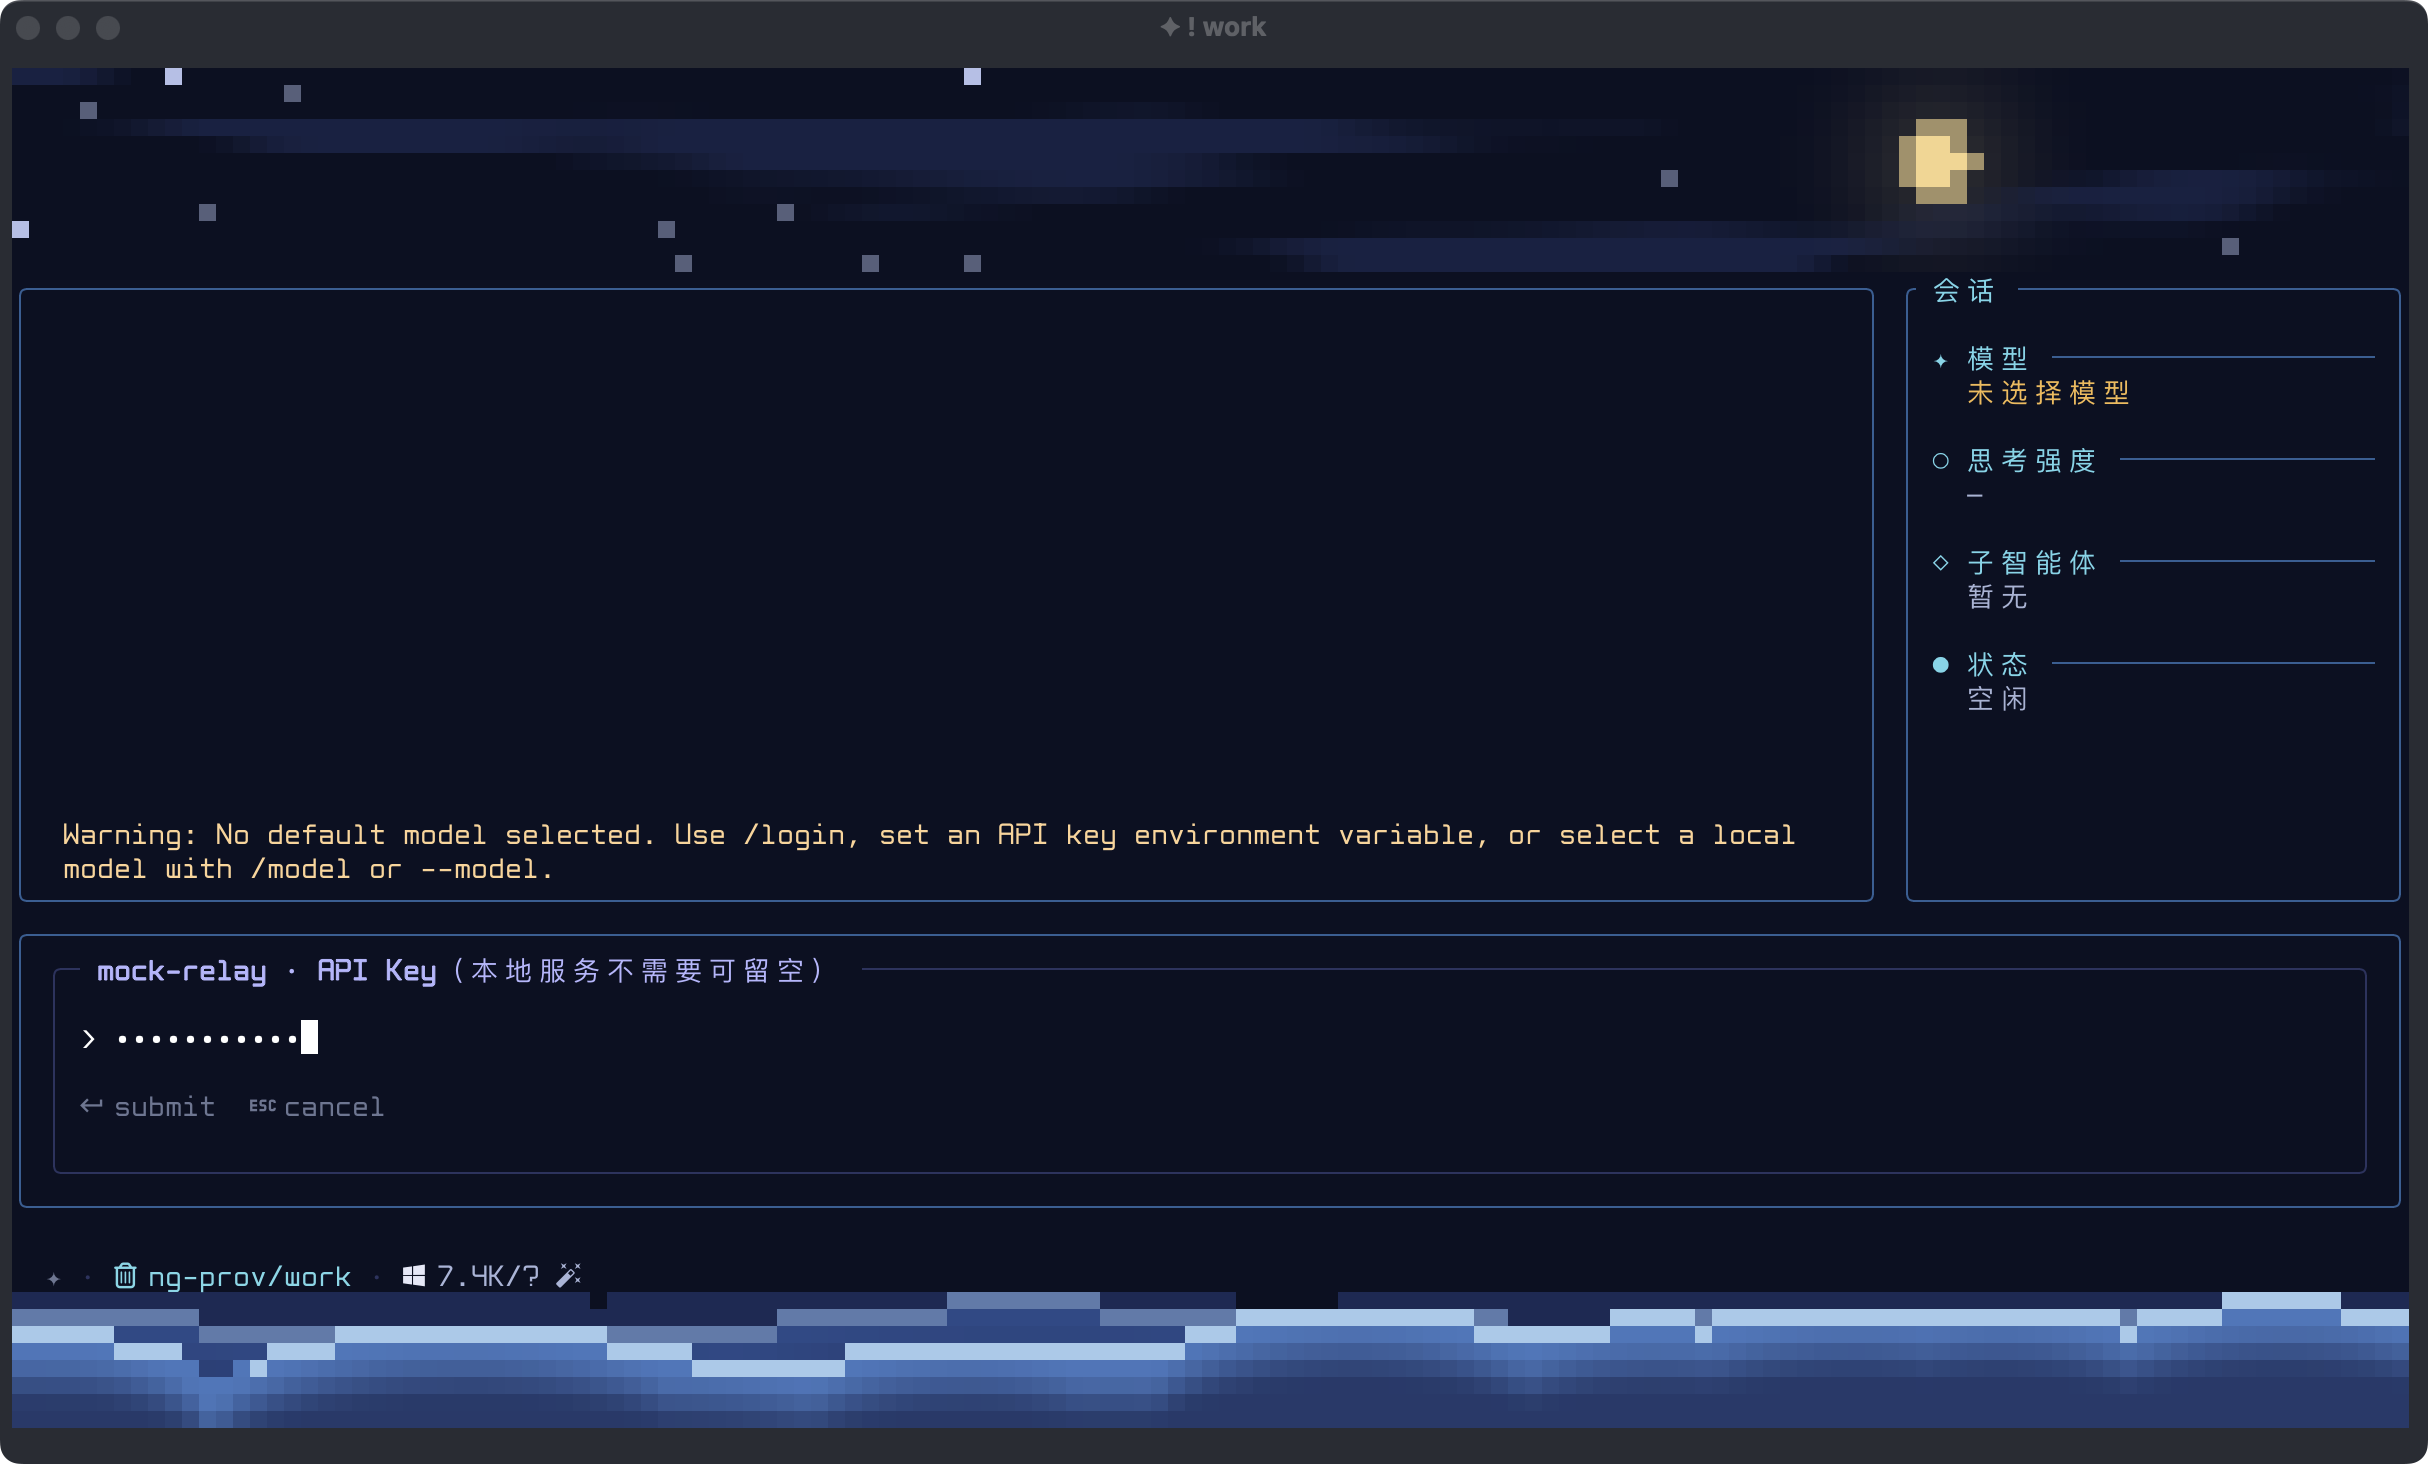 ! work
会话
模型
未选择模型
思考强度
—
子智能体
暂无
状态
空闲
Warning: No default model selected. Use /login, set an API key environment variable, or select a local
model with /model or --model.
mock-relay · API Key (本地服务不需要可留空)
› •••••••••••
submit ESC cancel
ng-prov/work · 7.4K/?